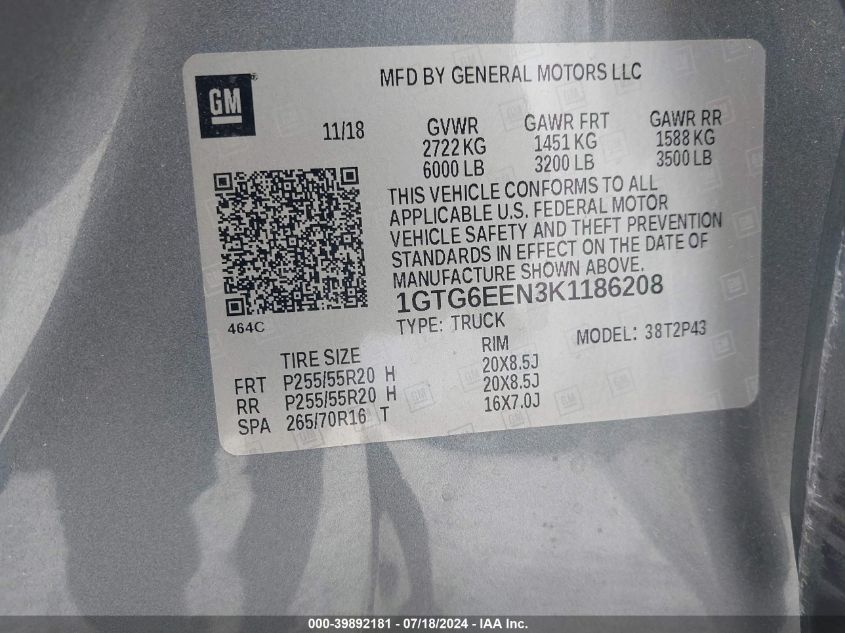 MFD BY GENERAL MOTORS LLC
GM
11/18
GVWR GAWR FRT GAWR RR
2722 KG 1451 KG 1588 KG
6000 LB 3200 LB 3500 LB
THIS VEHICLE CONFORMS TO ALL
APPLICABLE U.S. FEDERAL MOTOR
VEHICLE SAFETY AND THEFT PREVENTION
STANDARDS IN EFFECT ON THE DATE OF
MANUFACTURE SHOWN ABOVE.
1GTG6EEN3K1186208
464C
TYPE: TRUCK MODEL: 38T2P43
TIRE SIZE RIM
FRT P255/55R20 H 20X8.5J
RR P255/55R20 H 20X8.5J
SPA 265/70R16 T 16X7.0J
000-39892181 - 07/18/2024 - IAA Inc.